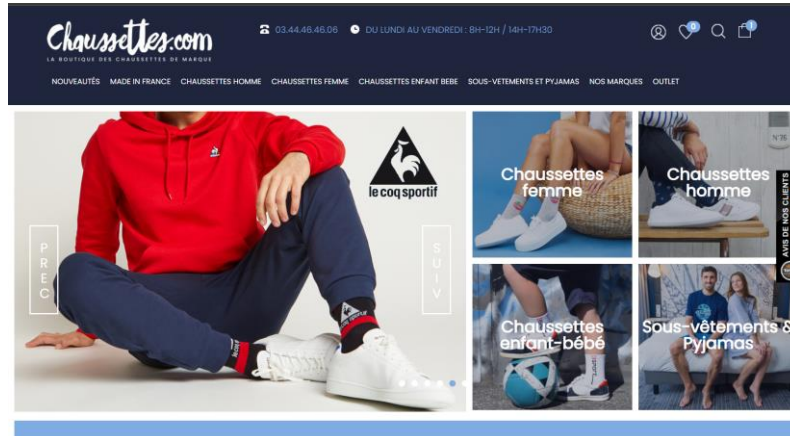 Chaussettes.com
LA BOUTIQUE DES CHAUSSETTES DE MARQUE
03.44.46.46.06
DU LUNDI AU VENDREDI : 8H-12H / 14H-17H30
0
1
NOUVEAUTÉS MADE IN FRANCE CHAUSSETTES HOMME CHAUSSETTES FEMME CHAUSSETTES ENFANT BEBE SOUS-VETEMENTS ET PYJAMAS NOS MARQUES OUTLET
le coq sportif
PREC
SUIV
Chaussettes
femme
Chaussettes
homme
N°35
Chaussettes
enfant-bébé
Sous-vêtements &
Pyjamas
AVIS DE NOS CLIENTS